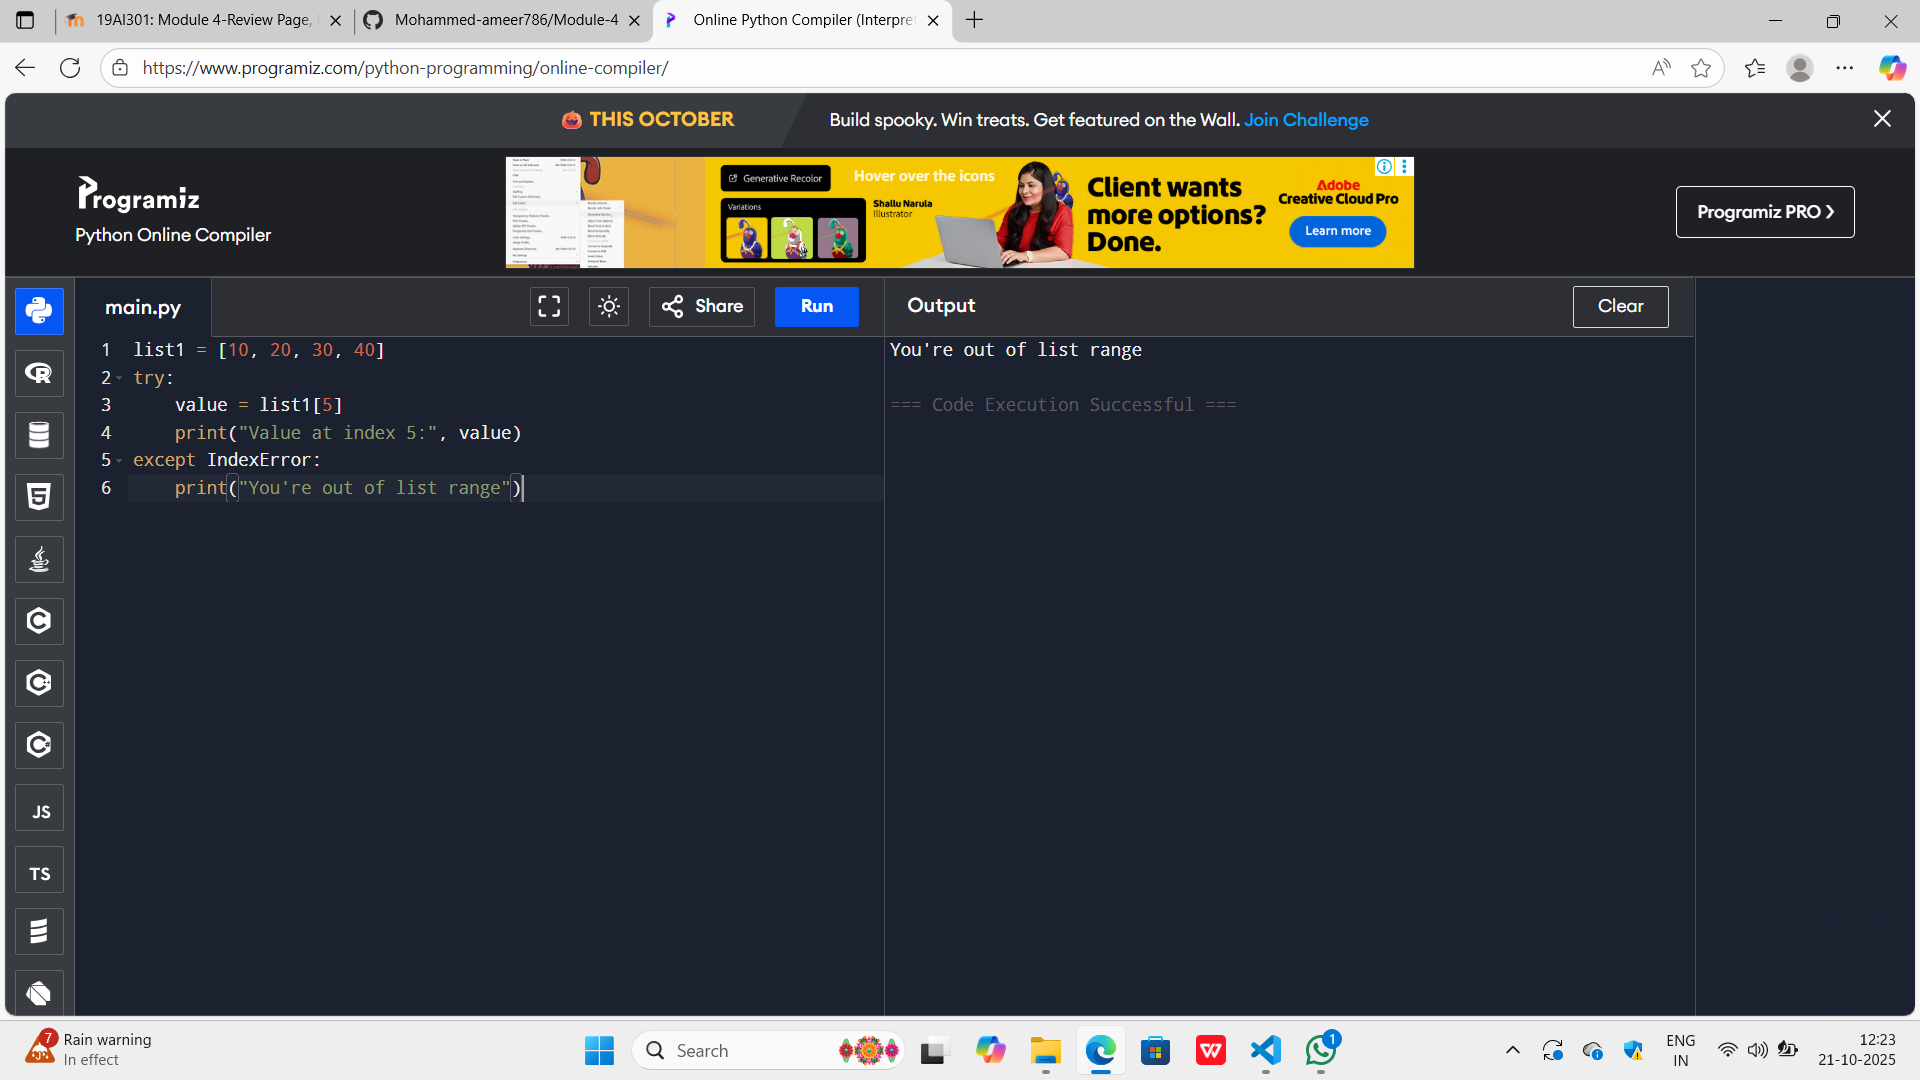 19AI301: Module 4-Review Page,
Mohammed-ameer786/Module-4
Online Python Compiler (Interpret
https://www.programiz.com/python-programming/online-compiler/
THIS OCTOBER
Build spooky. Win treats. Get featured on the Wall. Join Challenge
Programiz
Python Online Compiler
Generative Recolor
Variations
Hover over the icons
Shallu Narula
Illustrator
Client wants
more options?
Done.
Adobe
Creative Cloud Pro
Learn more
Programiz PRO
main.py
Share
Run
Output
Clear
1 list1 = [10, 20, 30, 40]
2 try:
3     value = list1[5]
4     print("Value at index 5:", value)
5 except IndexError:
6     print("You're out of list range")
You're out of list range
=== Code Execution Successful ===
R
5
C
C
C
JS
TS
7
Rain warning
In effect
Search
W
1
ENG
IN
12:23
21-10-2025